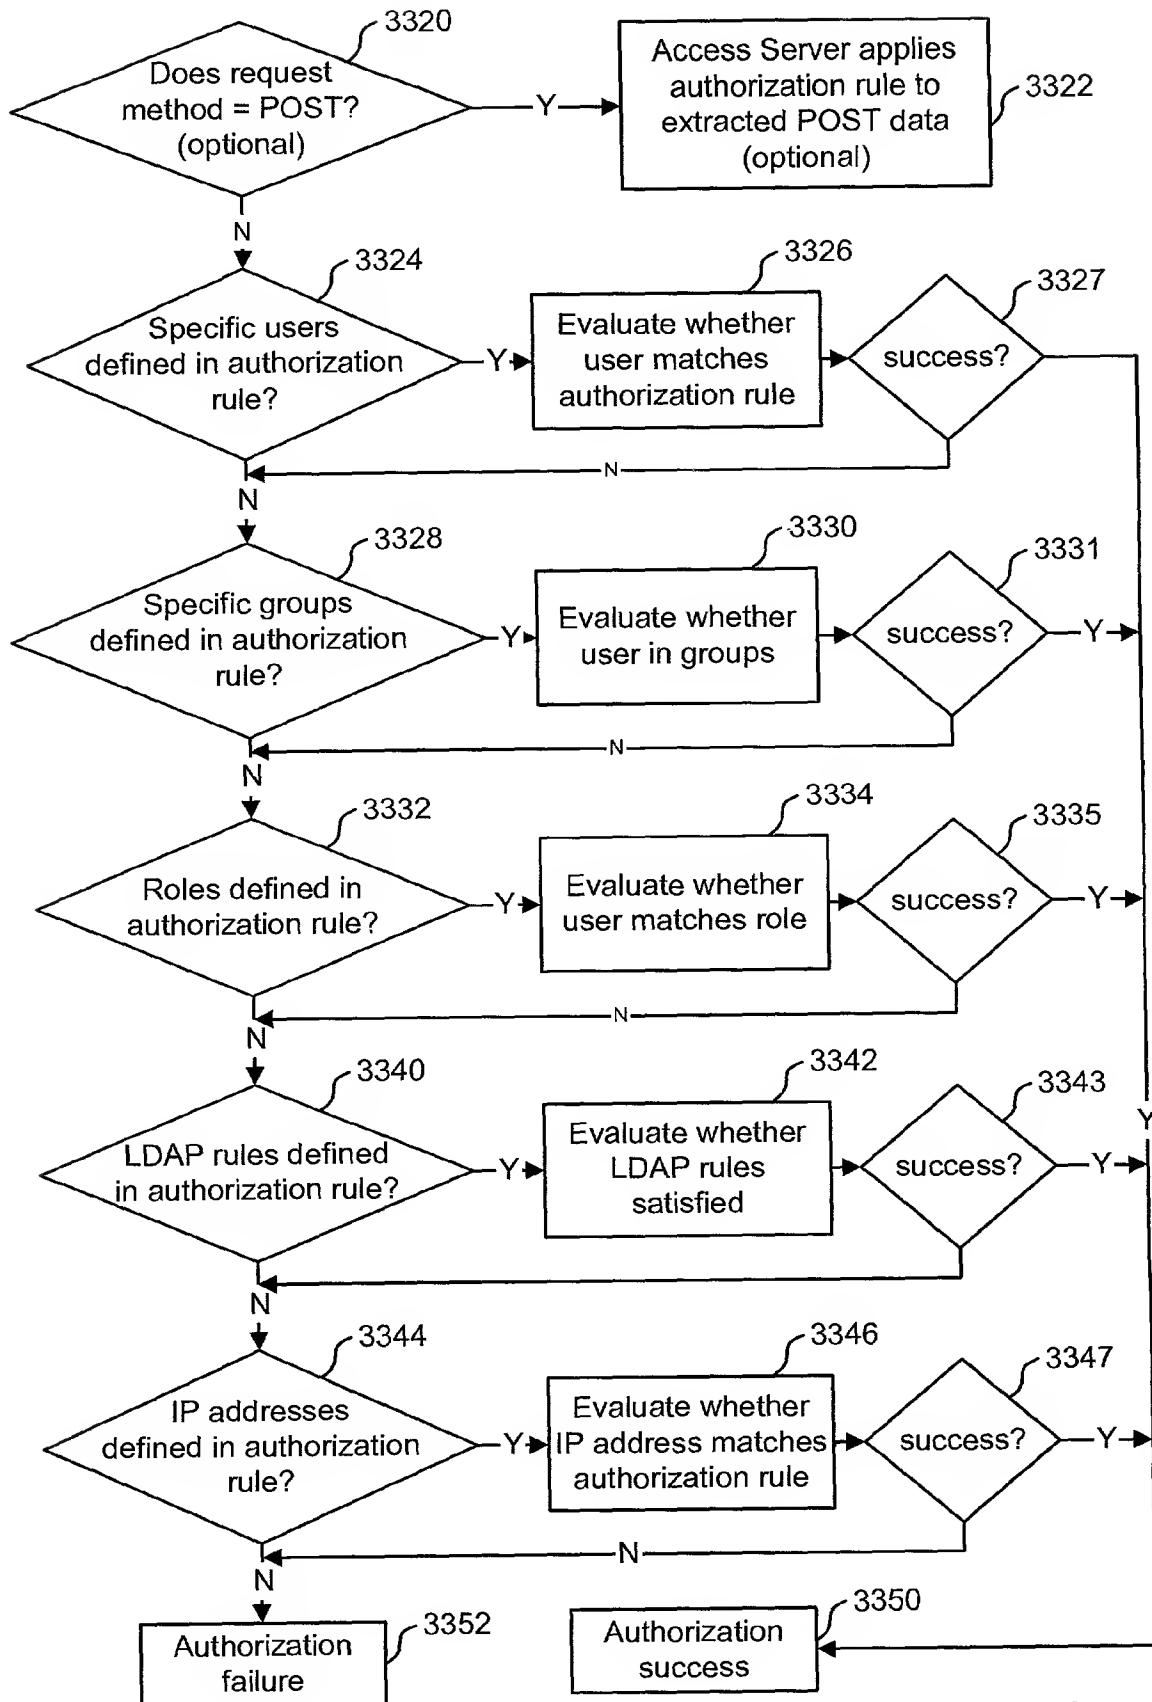 3320
Does request
method = POST?
(optional)
Y
Access Server applies
authorization rule to
extracted POST data
(optional)
3322
N
3324
Specific users
defined in authorization
rule?
Y
3326
Evaluate whether
user matches
authorization rule
3327
success?
N
N
3328
Specific groups
defined in authorization
rule?
Y
3330
Evaluate whether
user in groups
3331
success?
Y
N
N
3332
Roles defined in
authorization rule?
Y
3334
Evaluate whether
user matches role
3335
success?
Y
N
N
3340
LDAP rules defined
in authorization rule?
Y
3342
Evaluate whether
LDAP rules
satisfied
3343
success?
Y
Y
N
3344
IP addresses
defined in authorization
rule?
Y
3346
Evaluate whether
IP address matches
authorization rule
3347
success?
Y
N
N
3352
Authorization
failure
3350
Authorization
success